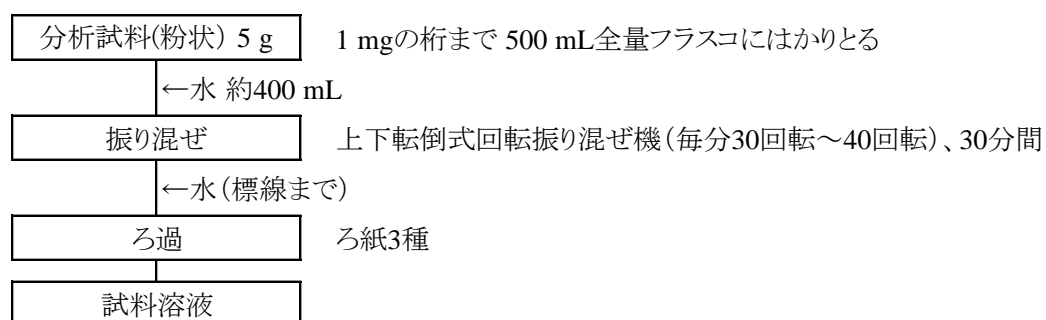 分析試料(粉状) 5 g　1 mgの桁まで 500 mL全量フラスコにはかりとる
←水 約400 mL
振り混ぜ　上下転倒式回転振り混ぜ機(毎分30回転～40回転)、30分間
←水(標線まで)
ろ過　ろ紙3種
試料溶液